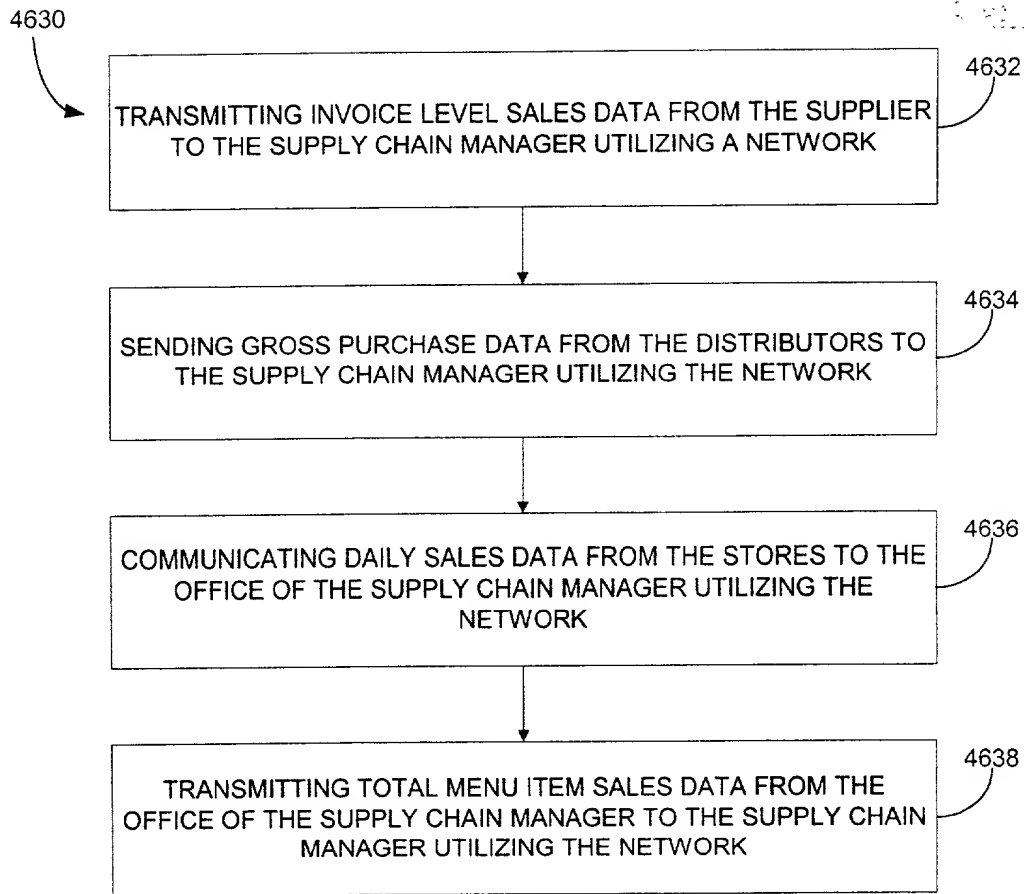 4630
4632
TRANSMITTING INVOICE LEVEL SALES DATA FROM THE SUPPLIER
TO THE SUPPLY CHAIN MANAGER UTILIZING A NETWORK
4634
SENDING GROSS PURCHASE DATA FROM THE DISTRIBUTORS TO
THE SUPPLY CHAIN MANAGER UTILIZING THE NETWORK
4636
COMMUNICATING DAILY SALES DATA FROM THE STORES TO THE
OFFICE OF THE SUPPLY CHAIN MANAGER UTILIZING THE
NETWORK
4638
TRANSMITTING TOTAL MENU ITEM SALES DATA FROM THE
OFFICE OF THE SUPPLY CHAIN MANAGER TO THE SUPPLY CHAIN
MANAGER UTILIZING THE NETWORK